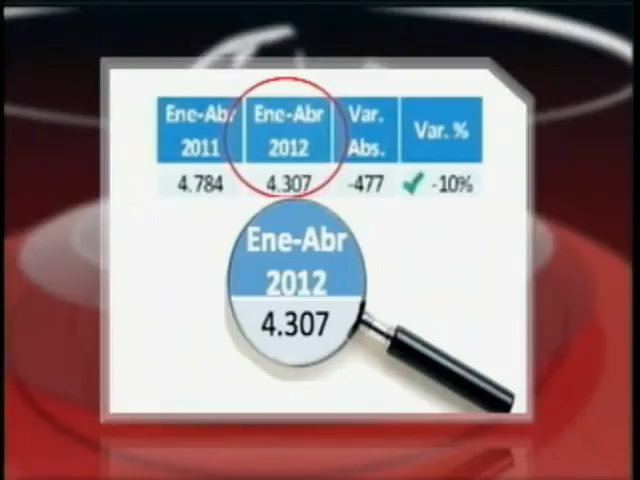 Ene-Abr 2011 Ene-Abr 2012 Var. Abs. Var. %
4.784 4.307 -477 -10%
Ene-Abr
2012
4.307